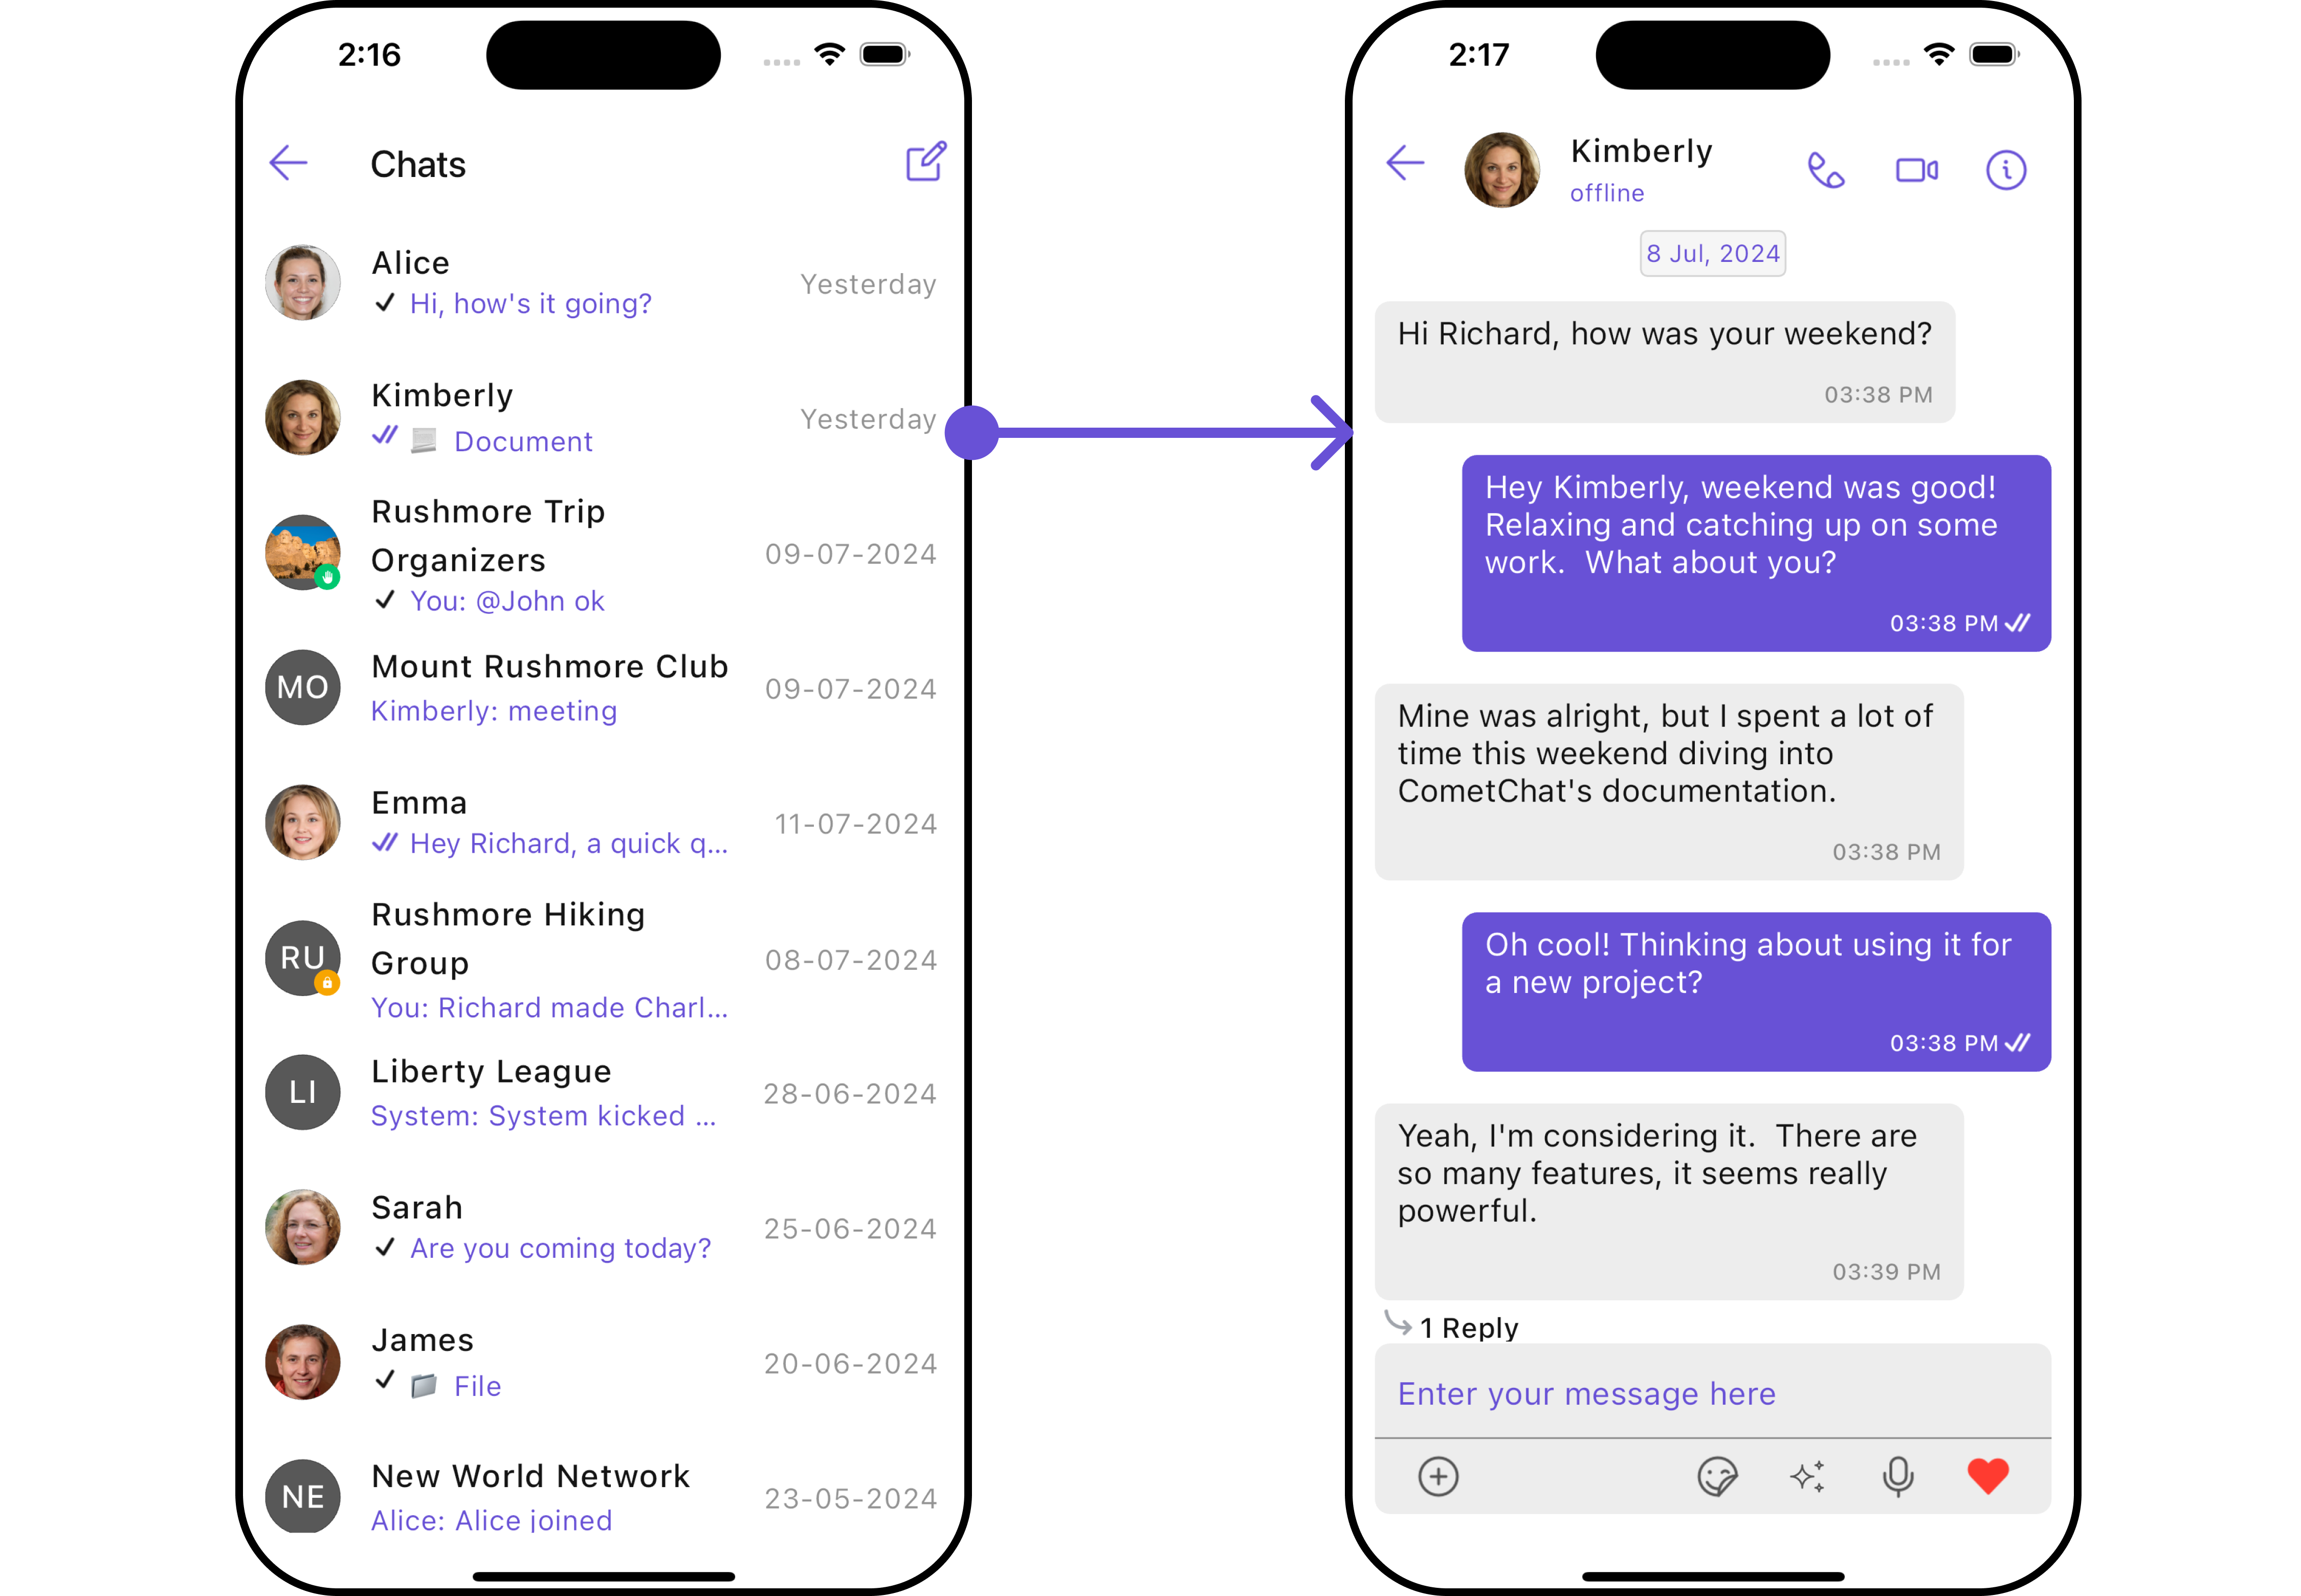 2:16
Chats
Alice
Hi, how's it going?
Yesterday
Kimberly
Document
Yesterday
Rushmore Trip
Organizers
You: @John ok
09-07-2024
MO
Mount Rushmore Club
Kimberly: meeting
09-07-2024
Emma
Hey Richard, a quick q...
11-07-2024
RU
Rushmore Hiking
Group
You: Richard made Charl...
08-07-2024
LI
Liberty League
System: System kicked ...
28-06-2024
Sarah
Are you coming today?
25-06-2024
James
File
20-06-2024
NE
New World Network
Alice: Alice joined
23-05-2024
2:17
Kimberly
offline
8 Jul, 2024
Hi Richard, how was your weekend?
03:38 PM
Hey Kimberly, weekend was good!
Relaxing and catching up on some
work.  What about you?
03:38 PM
Mine was alright, but I spent a lot of
time this weekend diving into
CometChat's documentation.
03:38 PM
Oh cool! Thinking about using it for
a new project?
03:38 PM
Yeah, I'm considering it.  There are
so many features, it seems really
powerful.
03:39 PM
1 Reply
Enter your message here